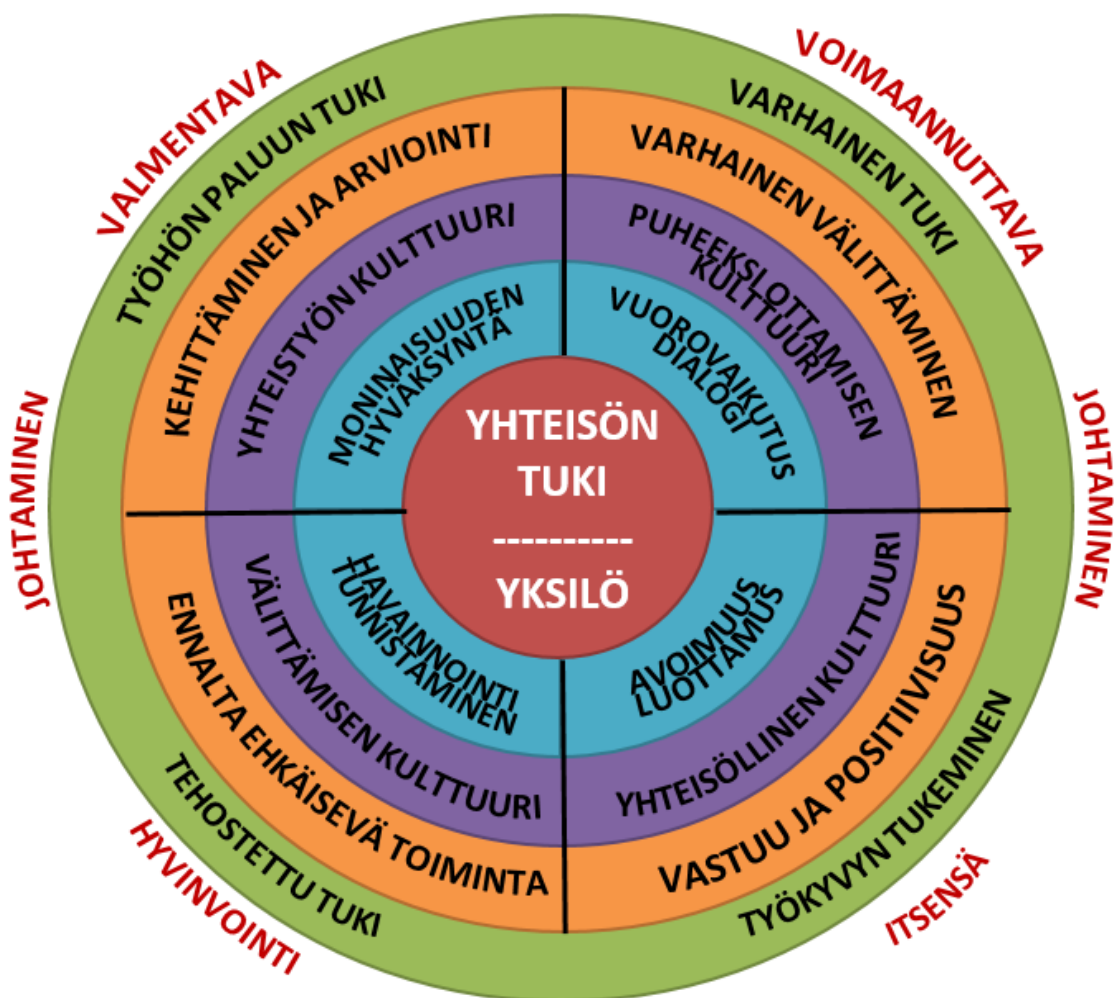 VALMENTAVA
VOIMAANNUTTAVA
JOHTAMINEN
JOHTAMINEN
HYVINVOINTI
ITSENSÄ
TYÖHÖN PALUUN TUKI
VARHAINEN TUKI
TEHOSTETTU TUKI
TYÖKYVYN TUKEMINEN
KEHITTÄMINEN JA ARVIOINTI
VARHAINEN VÄLITTÄMINEN
ENNALTA EHKÄISEVÄ TOIMINTA
VASTUU JA POSITIIVISUUS
YHTEISTYÖN KULTTUURI
PUHEEKSI OTTAMISEN
KULTTUURI
VÄLITTÄMISEN KULTTUURI
YHTEISÖLLINEN KULTTUURI
MONINAISUUDEN
HYVÄKSYNTÄ
VUOROVAIKUTUS
DIALOGI
HAVAINNOINTI
TUNNISTAMINEN
AVOIMUUS
LUOTTAMUS
YHTEISÖN
TUKI
----------
YKSILÖ